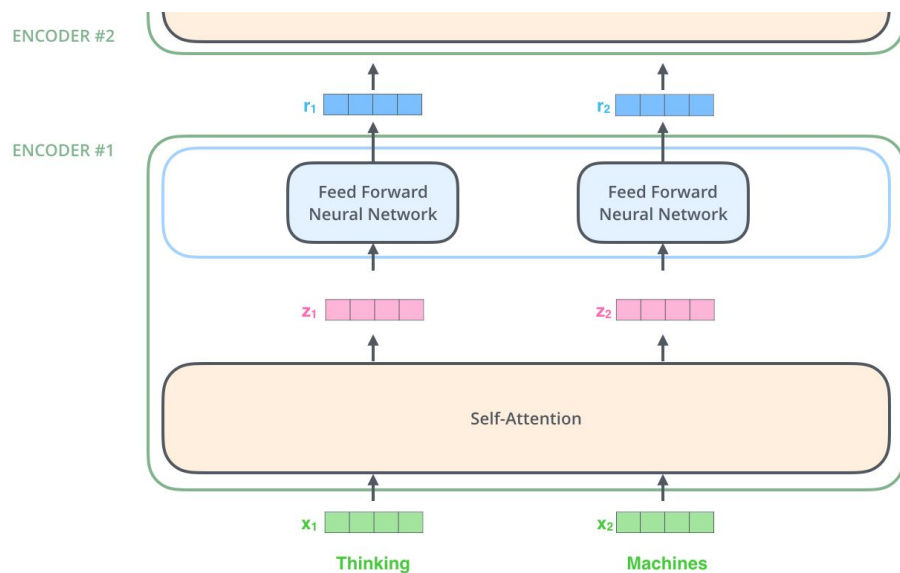 ENCODER #2
r₁
r₂
ENCODER #1
Feed Forward
Neural Network
Feed Forward
Neural Network
z₁
z₂
Self-Attention
x₁
x₂
Thinking
Machines